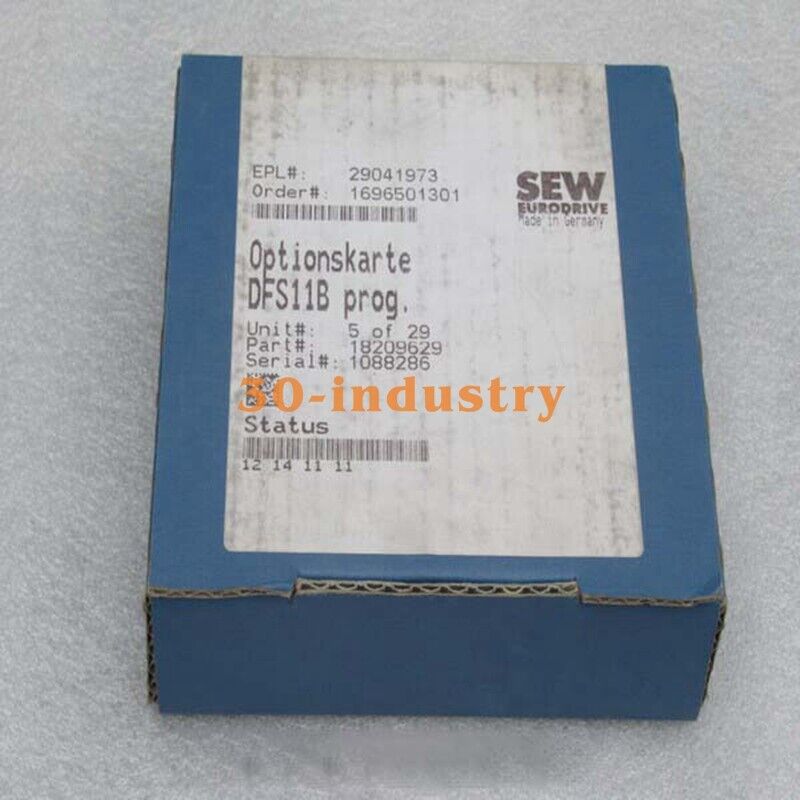 EPL#: 29041973
Order#: 1696501301
SEW
EURODRIVE
Made in Germany
Optionskarte
DFS11B prog.
Unit#: 5 of 29
Part#: 18209629
Serial#: 1088286
30-industry
Status
12 14 11 11